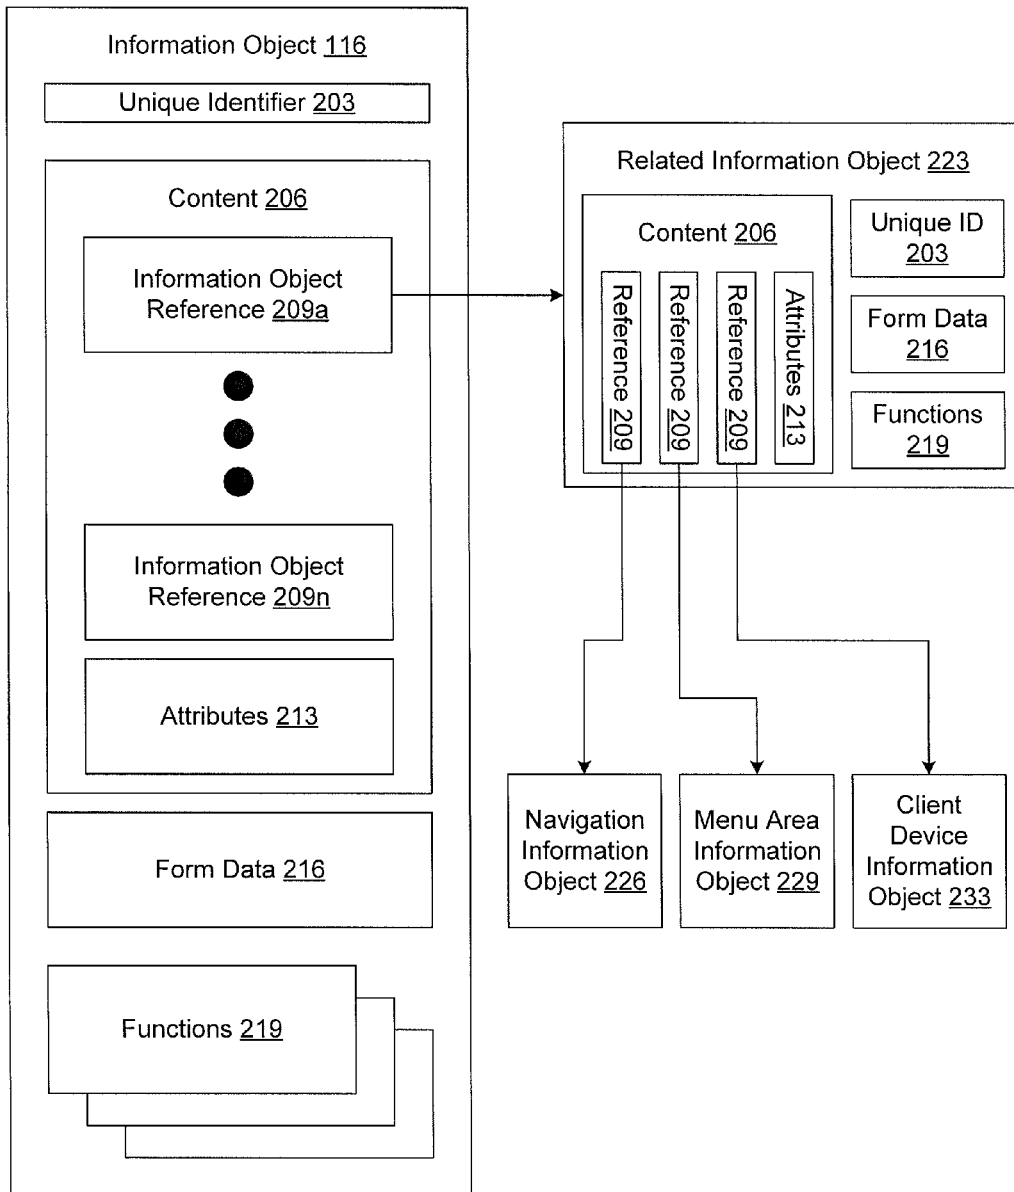 Information Object 116
Unique Identifier 203
Content 206
Information Object
Reference 209a
Information Object
Reference 209n
Attributes 213
Form Data 216
Functions 219
Related Information Object 223
Content 206
Reference 209
Reference 209
Reference 209
Attributes 213
Unique ID
203
Form Data
216
Functions
219
Navigation
Information
Object 226
Menu Area
Information
Object 229
Client
Device
Information
Object 233